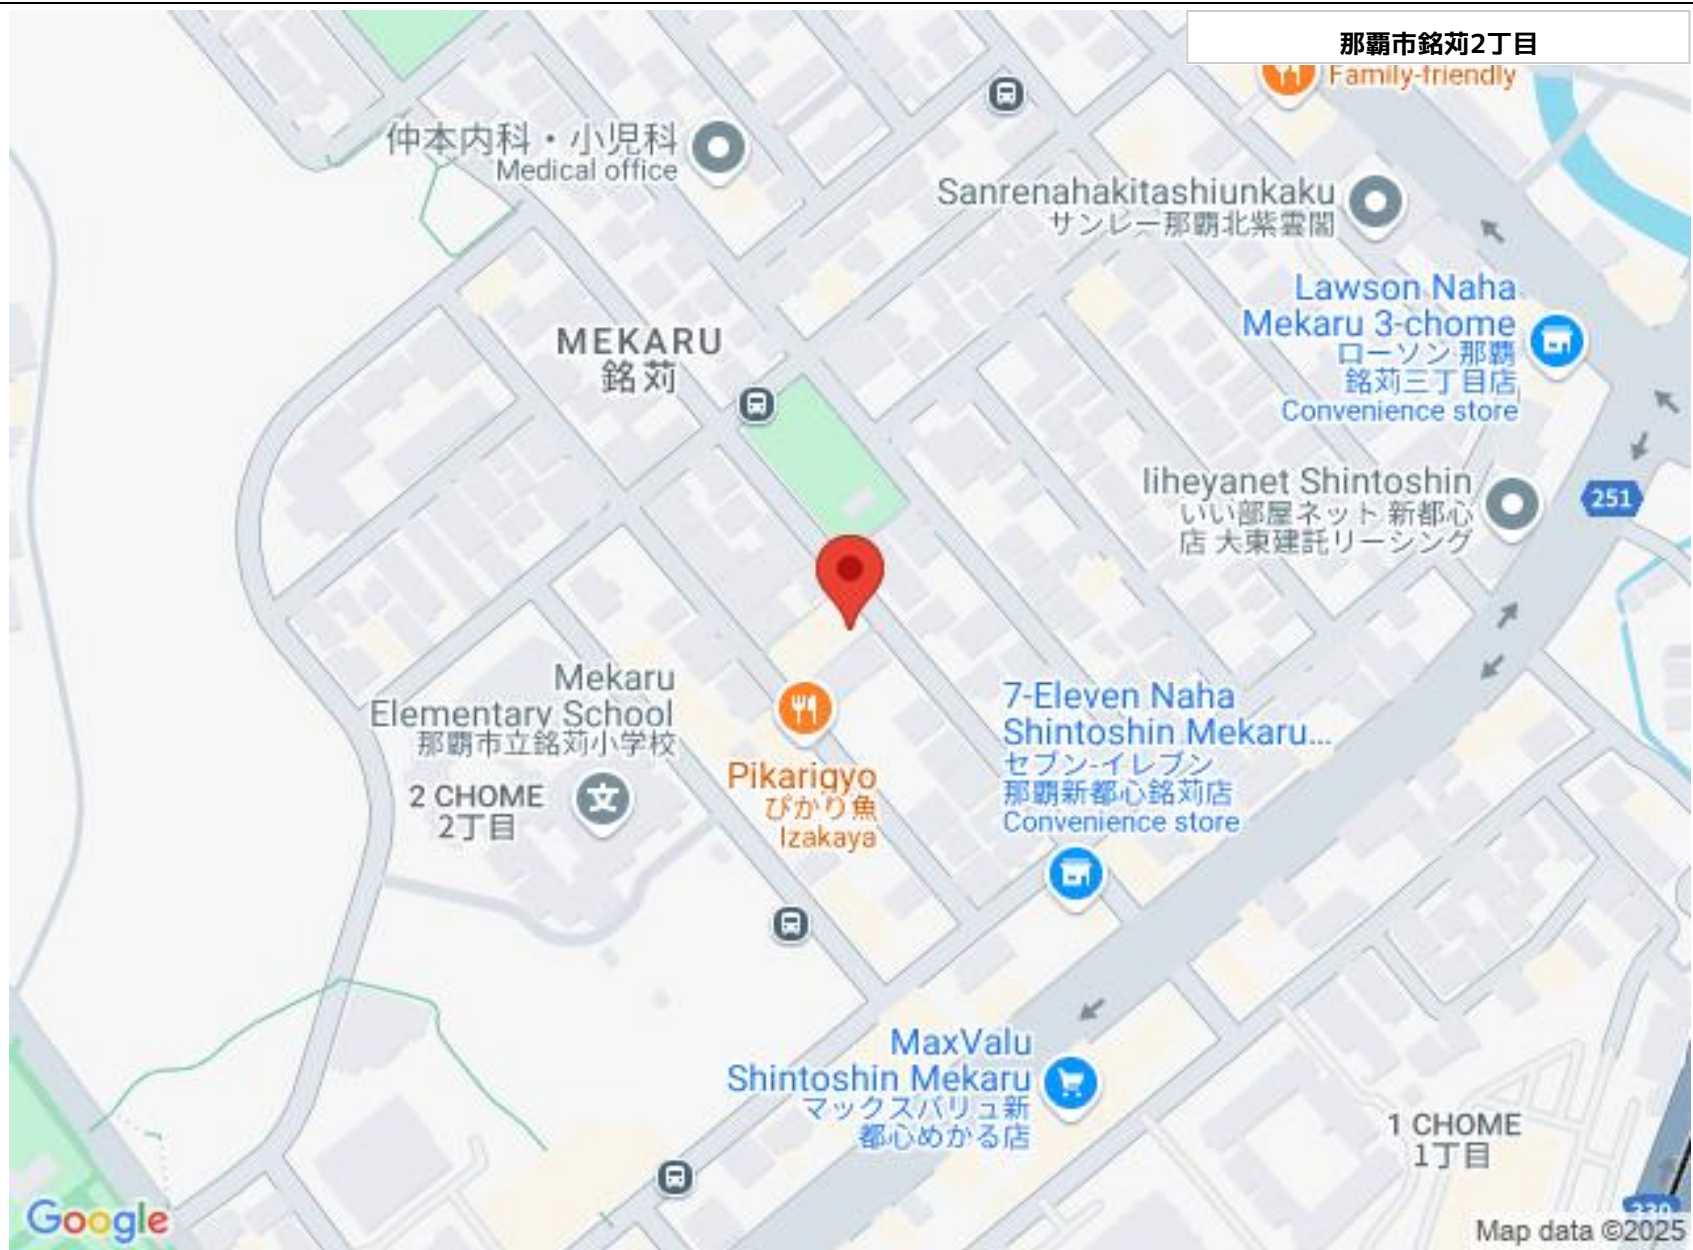 那覇市銘苅2丁目
Family-friendly
仲本内科・小児科
Medical office
Sanrenahakitashiunkaku
サンレー那覇北紫雲閣
Lawson Naha
Mekaru 3-chome
ローソン 那覇
銘苅三丁目店
Convenience store
MEKARU
銘苅
Iiheyanet Shintoshin
いい部屋ネット 新都心
店 大東建託リーシング
251
Mekaru
Elementary School
那覇市立銘苅小学校
2 CHOME
2丁目
文
Pikarigyo
ぴかり魚
Izakaya
7-Eleven Naha
Shintoshin Mekaru...
セブン-イレブン
那覇新都心銘苅店
Convenience store
MaxValu
Shintoshin Mekaru
マックスバリュ新
都心めかる店
1 CHOME
1丁目
330
Google
Map data ©2025